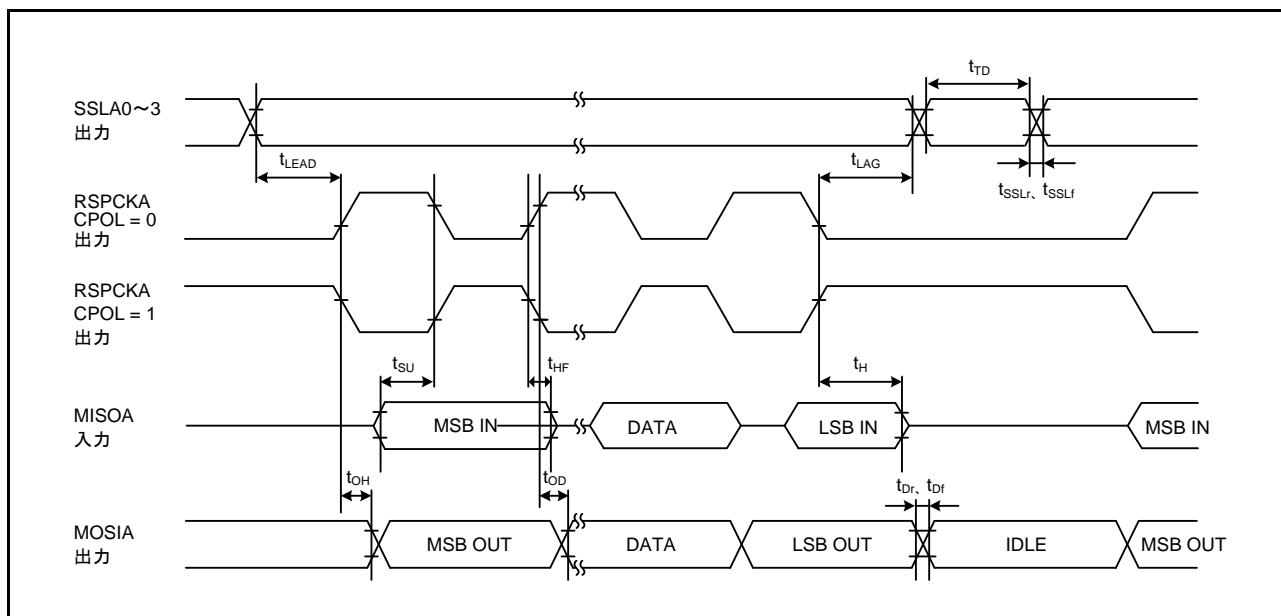 t_TD
SSLA0～3
出力
t_LEAD
t_LAG
t_SSLr、t_SSLf
RSPCKA
CPOL = 0
出力
RSPCKA
CPOL = 1
出力
t_SU
t_HF
t_H
MISOA
入力
MSB IN
DATA
LSB IN
MSB IN
t_OH
t_OD
t_Dr、t_Df
MOSIA
出力
MSB OUT
DATA
LSB OUT
IDLE
MSB OUT